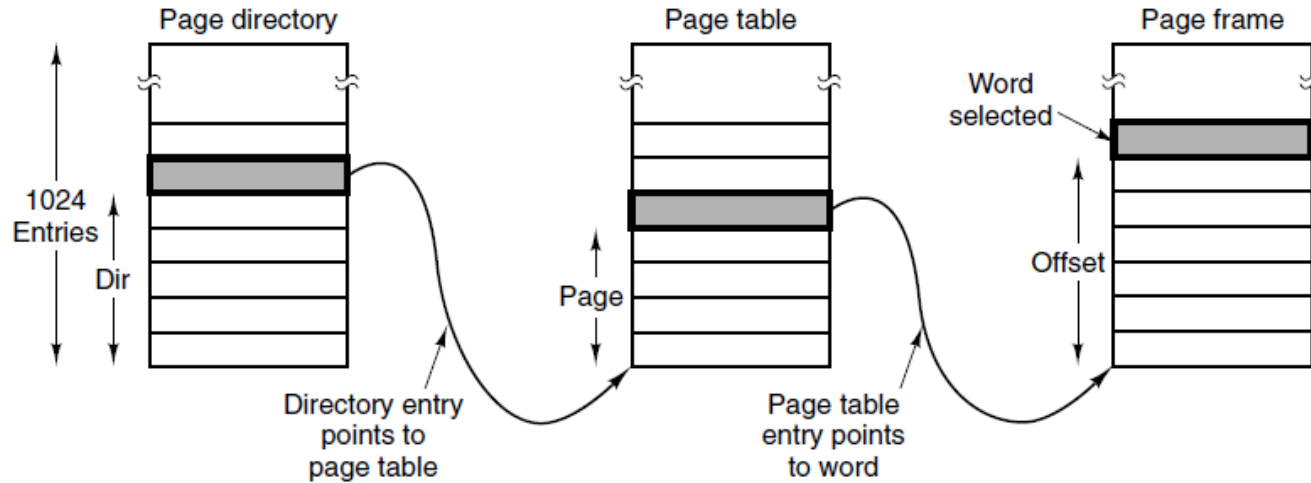 Page directory
Page table
Page frame
Word
selected
1024
Entries
Dir
Page
Offset
Directory entry
points to
page table
Page table
entry points
to word